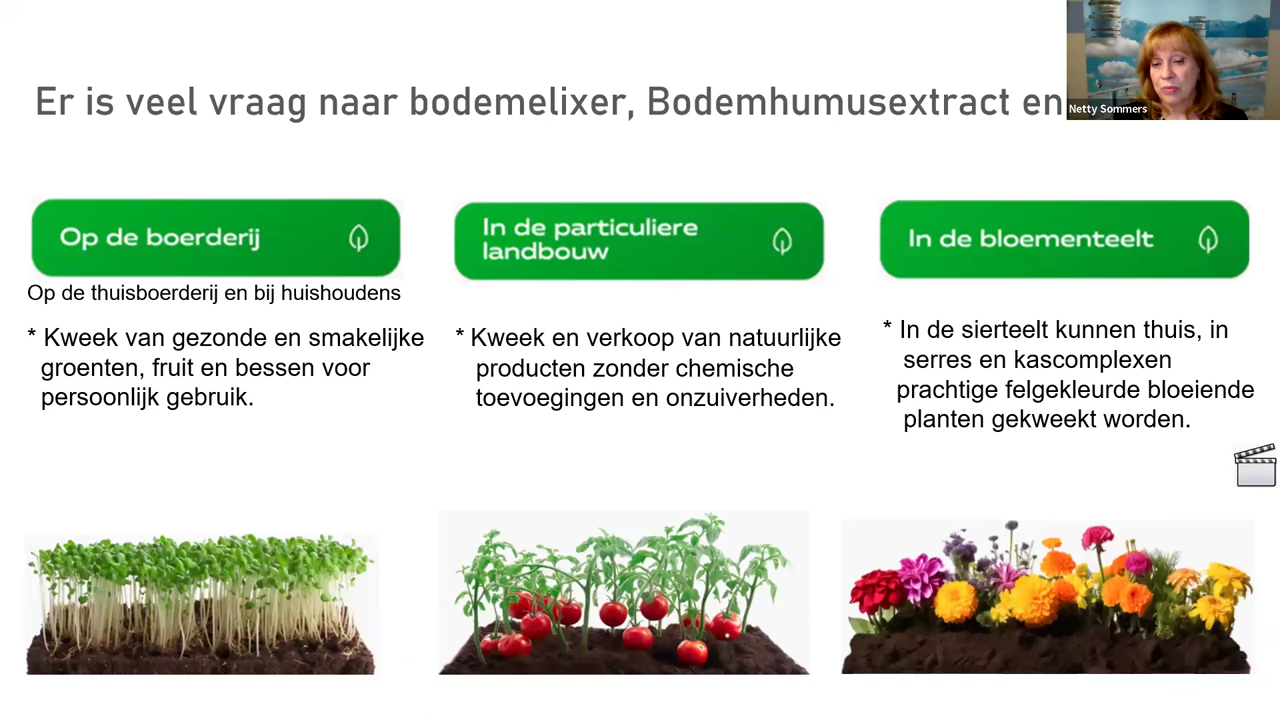 Er is veel vraag naar bodemelixer, Bodemhumusextract en
Netty Sommers
Op de boerderij
Op de thuisboerderij en bij huishoudens
* Kweek van gezonde en smakelijke
groenten, fruit en bessen voor
persoonlijk gebruik.
In de particuliere
landbouw
* Kweek en verkoop van natuurlijke
producten zonder chemische
toevoegingen en onzuiverheden.
In de bloementeelt
* In de sierteelt kunnen thuis, in
serres en kascomplexen
prachtige felgekleurde bloeiende
planten gekweekt worden.